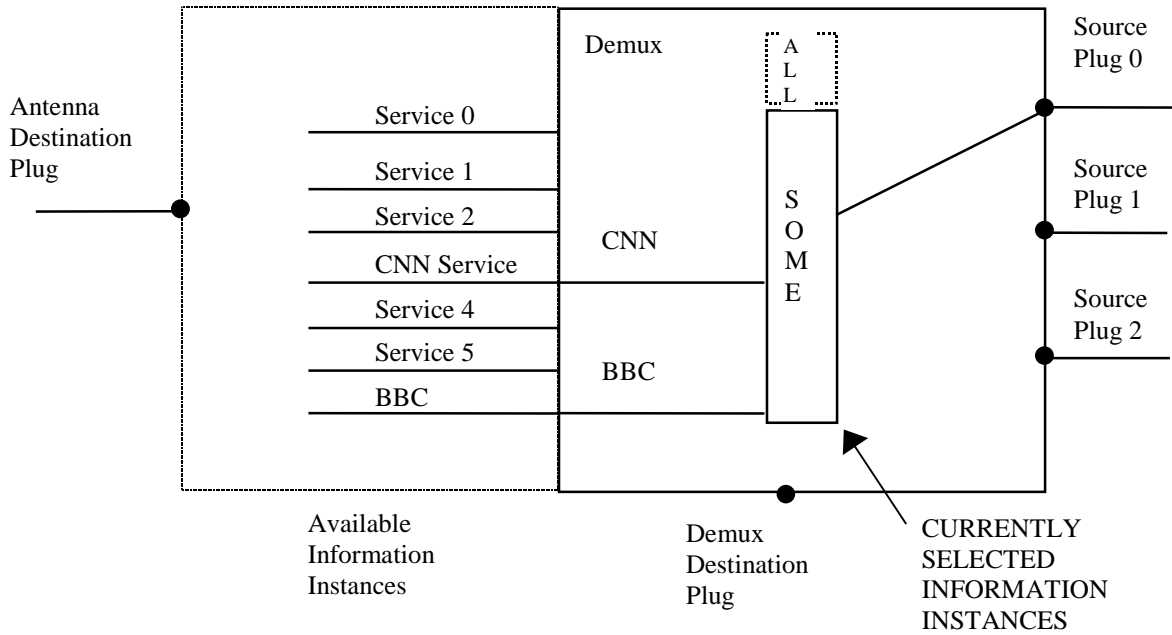 Antenna
Destination
Plug
Service 0
Service 1
Service 2
CNN Service
Service 4
Service 5
BBC
Available
Information
Instances
Demux
CNN
BBC
A
L
L
S
O
M
E
Demux
Destination
Plug
CURRENTLY
SELECTED
INFORMATION
INSTANCES
Source
Plug 0
Source
Plug 1
Source
Plug 2